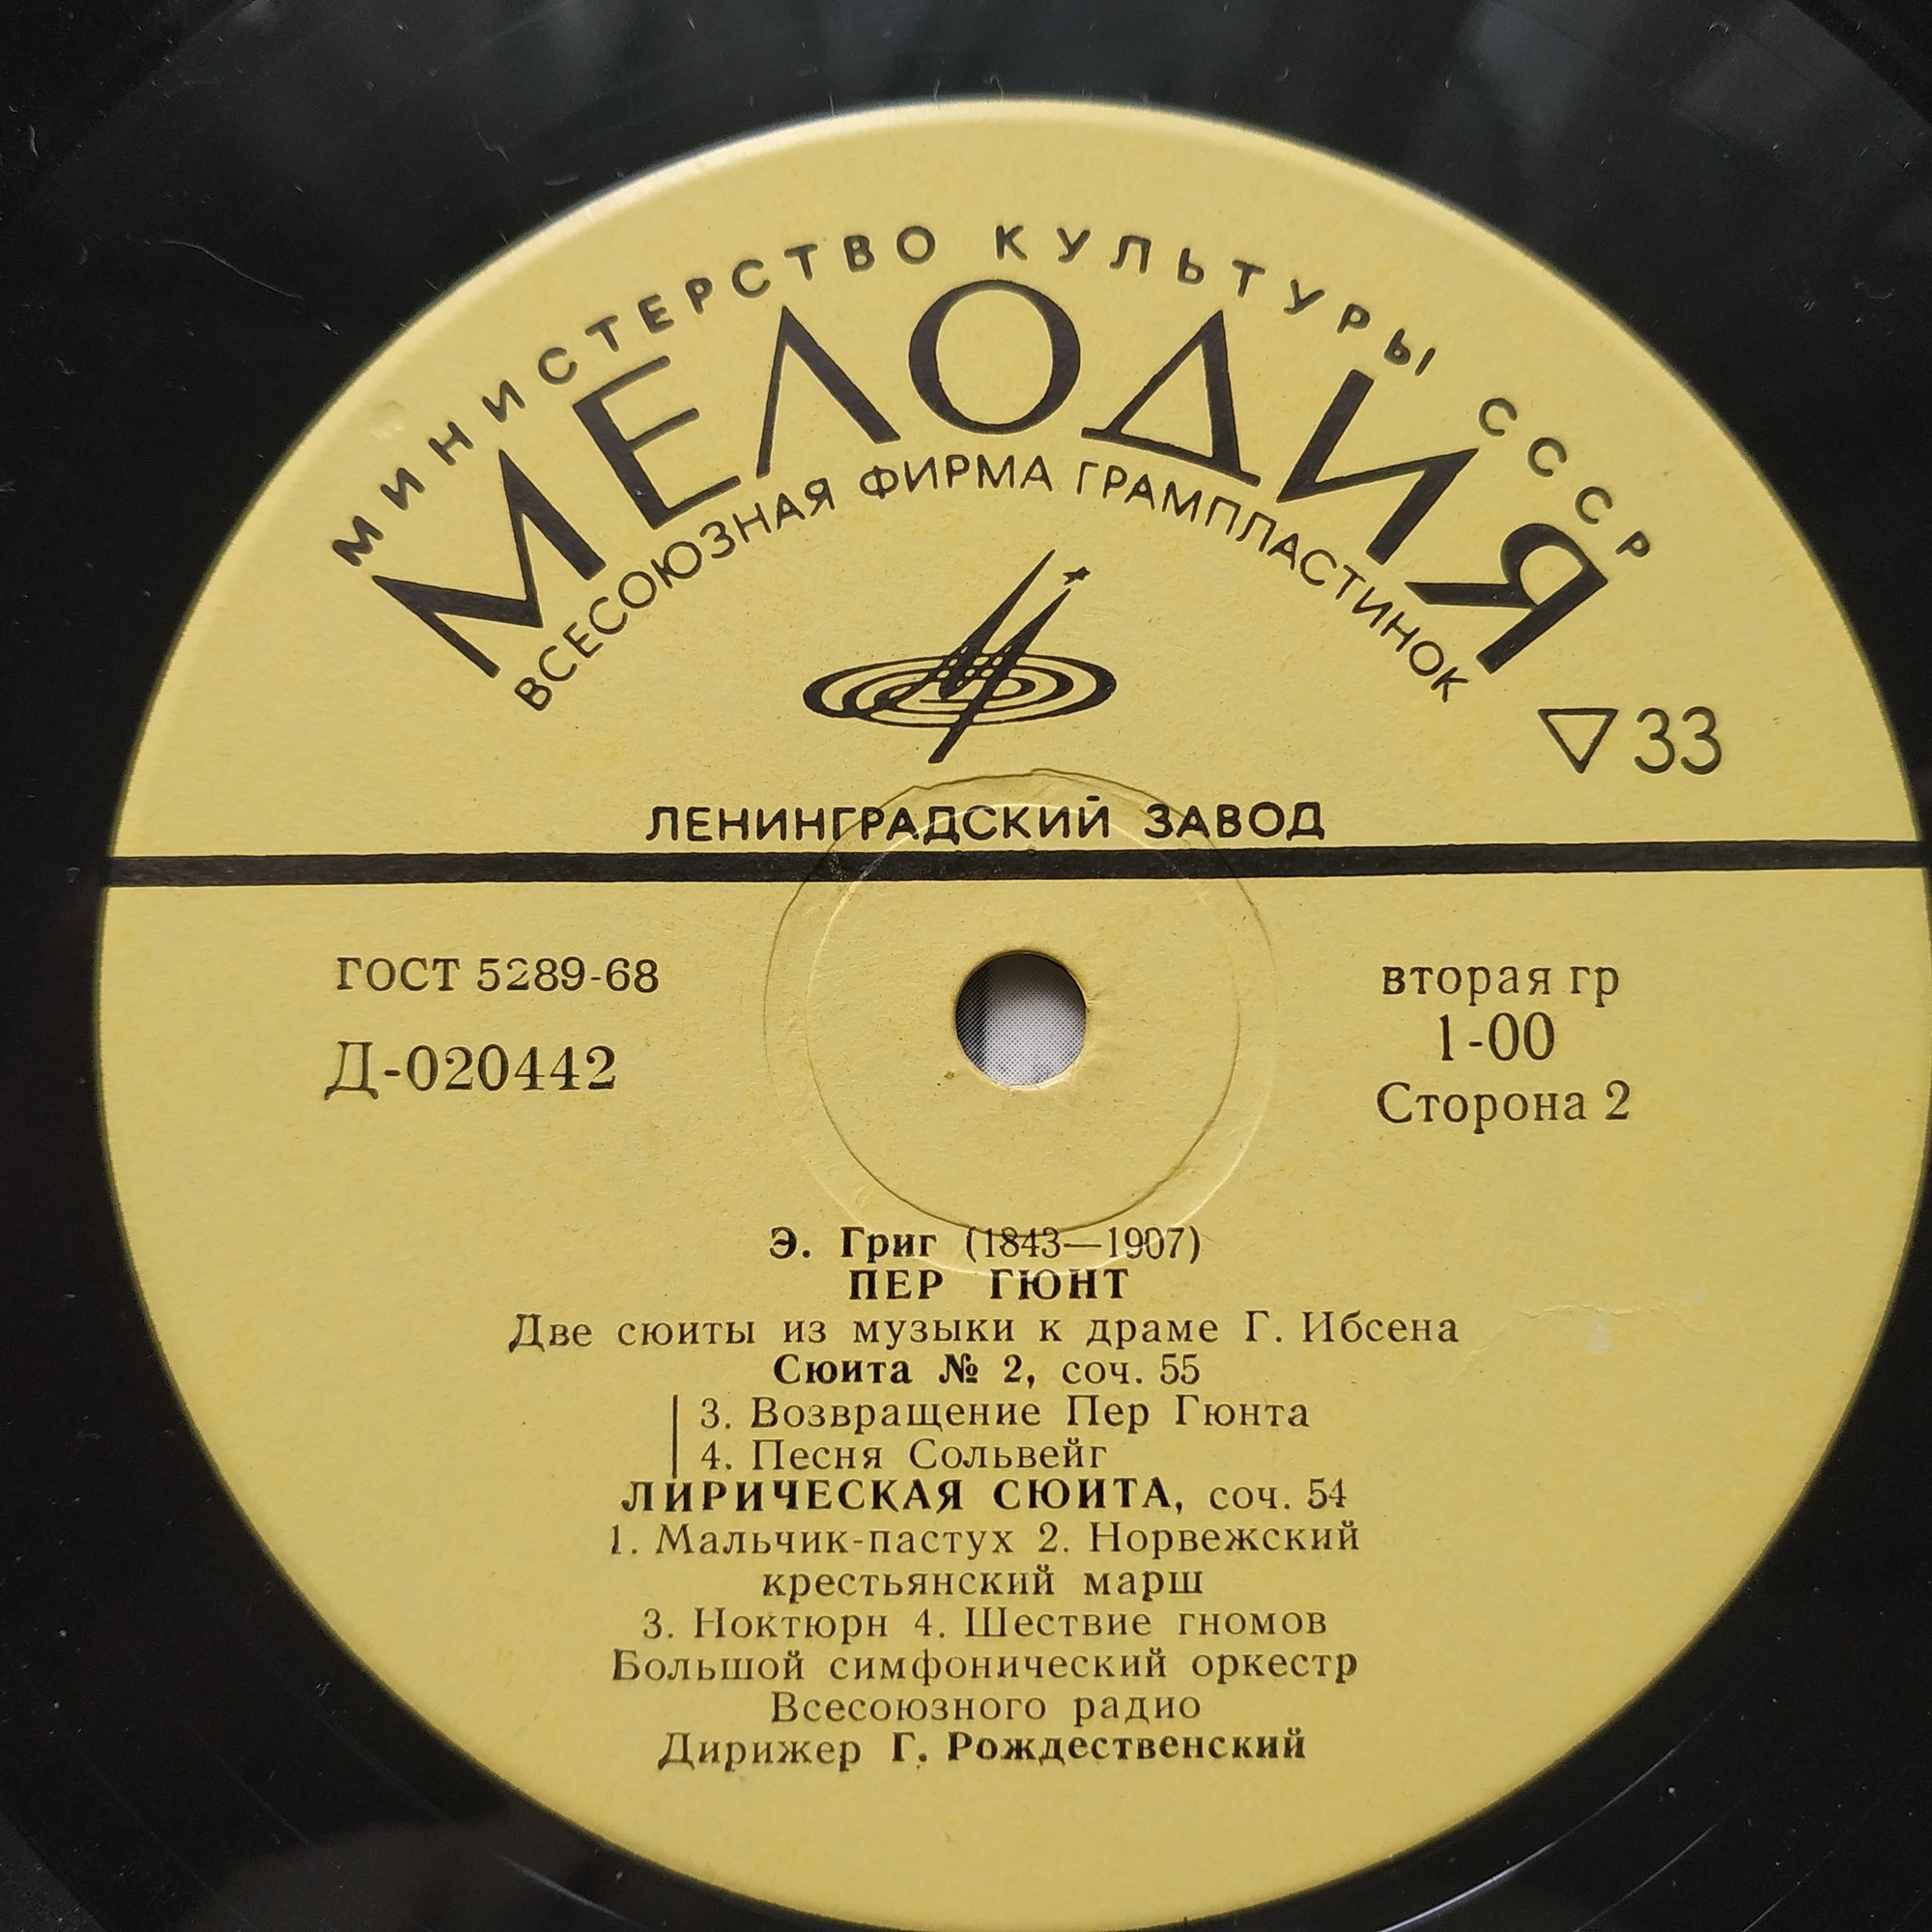 МИНИСТЕРСТВО КУЛЬТУРЫ СССР
МЕЛОДИЯ
ВСЕСОЮЗНАЯ ФИРМА ГРАМПЛАСТИНОК
33
ЛЕНИНГРАДСКИЙ ЗАВОД
ГОСТ 5289-68
Д-020442
вторая гр
1-00
Сторона 2
Э. Григ (1843—1907)
ПЕР ГЮНТ
Две сюиты из музыки к драме Г. Ибсена
Сюита № 2, соч. 55
3. Возвращение Пер Гюнта
4. Песня Сольвейг
ЛИРИЧЕСКАЯ СЮИТА, соч. 54
1. Мальчик-пастух 2. Норвежский
крестьянский марш
3. Ноктюрн 4. Шествие гномов
Большой симфонический оркестр
Всесоюзного радио
Дирижер Г. Рождественский